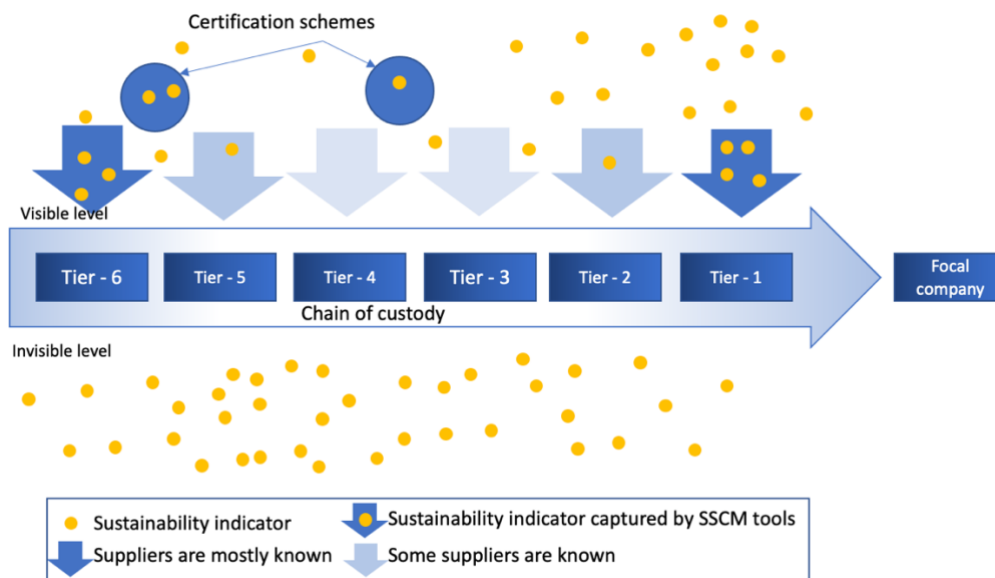 Certification schemes
Visible level
Tier - 6
Tier - 5
Tier - 4
Tier - 3
Tier - 2
Tier - 1
Focal
company
Chain of custody
Invisible level
Sustainability indicator
Sustainability indicator captured by SSCM tools
Suppliers are mostly known
Some suppliers are known